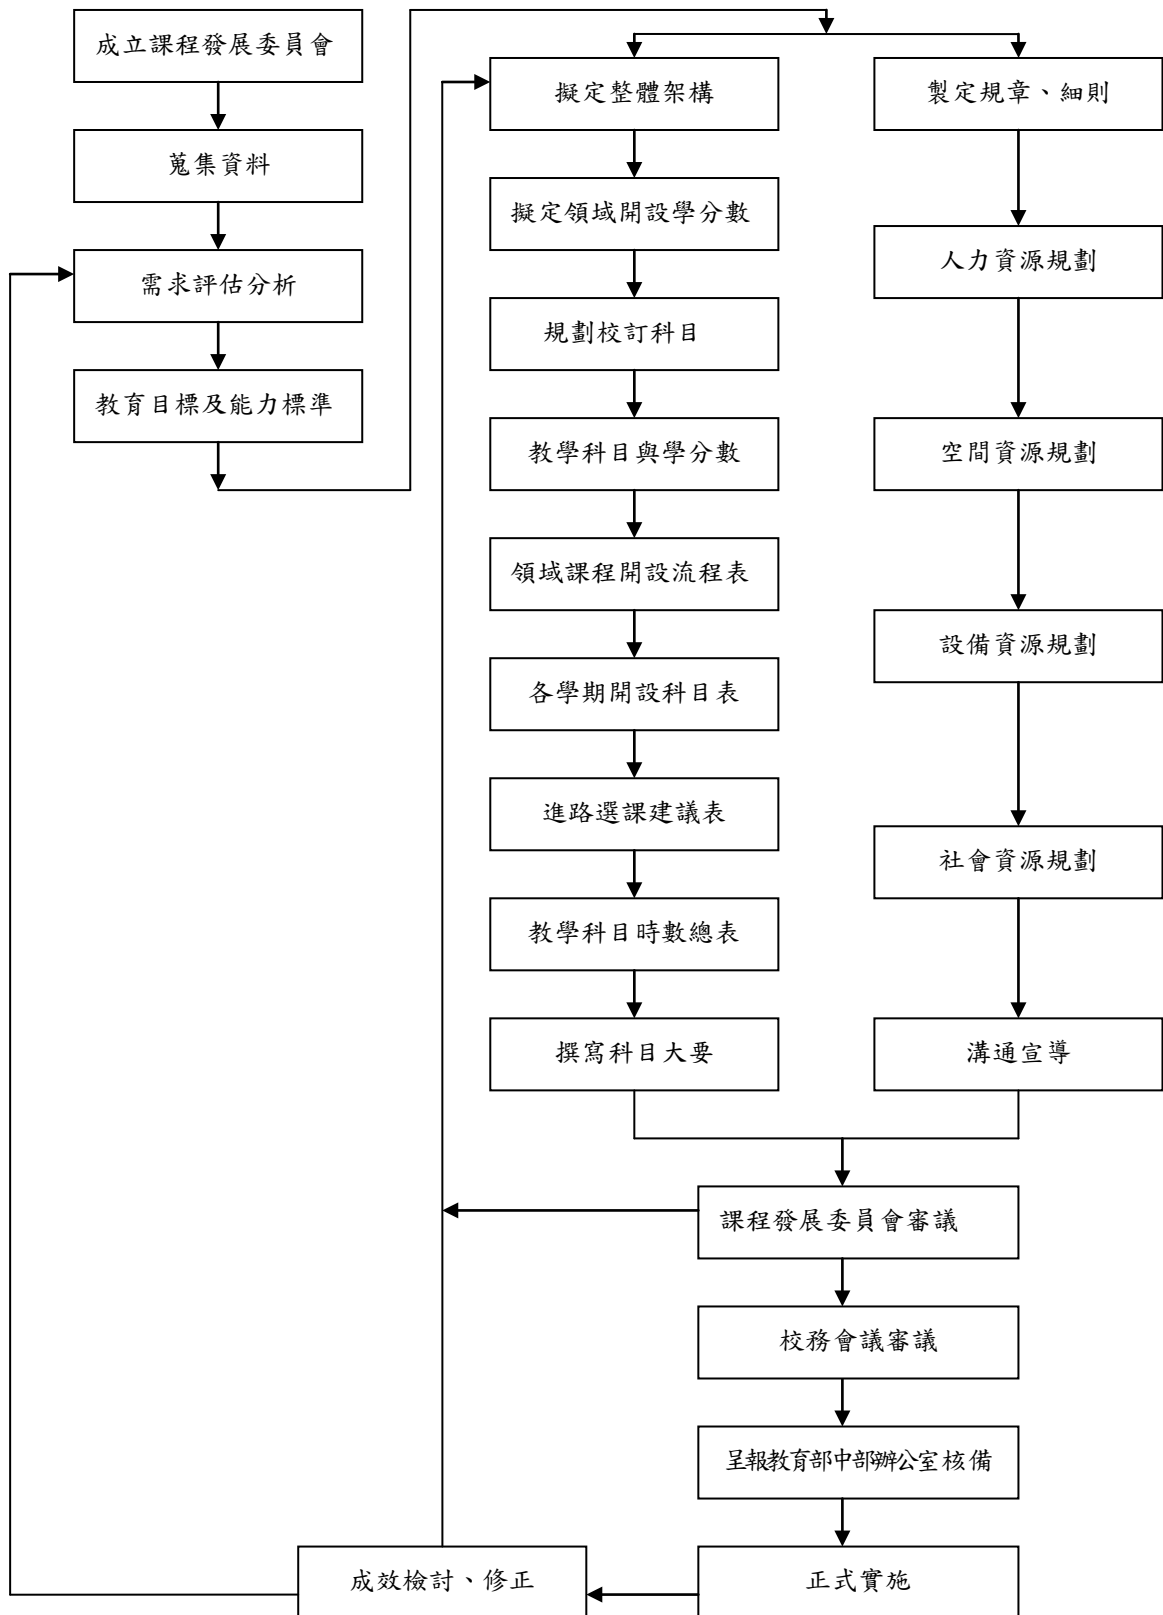 成立課程發展委員會
蒐集資料
需求評估分析
教育目標及能力標準
擬定整體架構
擬定領域開設學分數
規劃校訂科目
教學科目與學分數
領域課程開設流程表
各學期開設科目表
進路選課建議表
教學科目時數總表
撰寫科目大要
製定規章、細則
人力資源規劃
空間資源規劃
設備資源規劃
社會資源規劃
溝通宣導
課程發展委員會審議
校務會議審議
呈報教育部中部辦公室核備
正式實施
成效檢討、修正